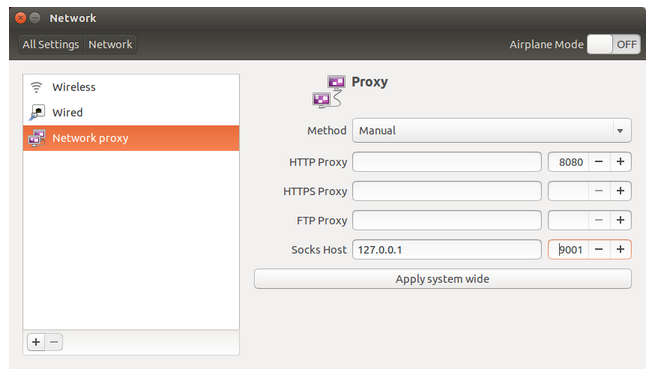 Network
All Settings Network Airplane Mode OFF
Wireless
Wired
Network proxy
Proxy
Method Manual
HTTP Proxy 8080 − +
HTTPS Proxy − +
FTP Proxy − +
Socks Host 127.0.0.1 9001 − +
Apply system wide
+ −